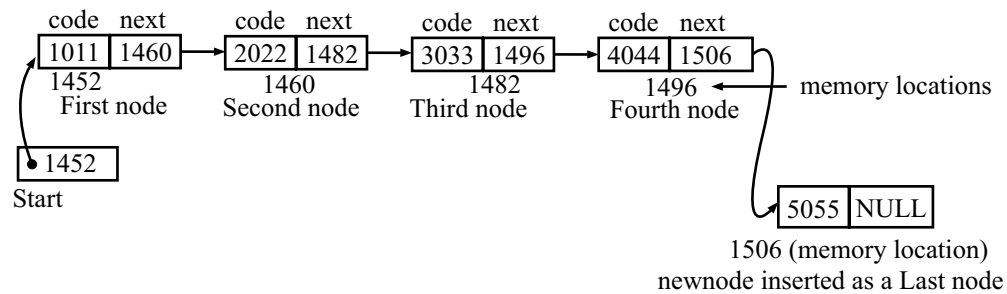 code next code next code next code next
1011 1460 2022 1482 3033 1496 4044 1506
1452 1460 1482 1496 memory locations
First node Second node Third node Fourth node
1452
Start
5055 NULL
1506 (memory location)
newnode inserted as a Last node